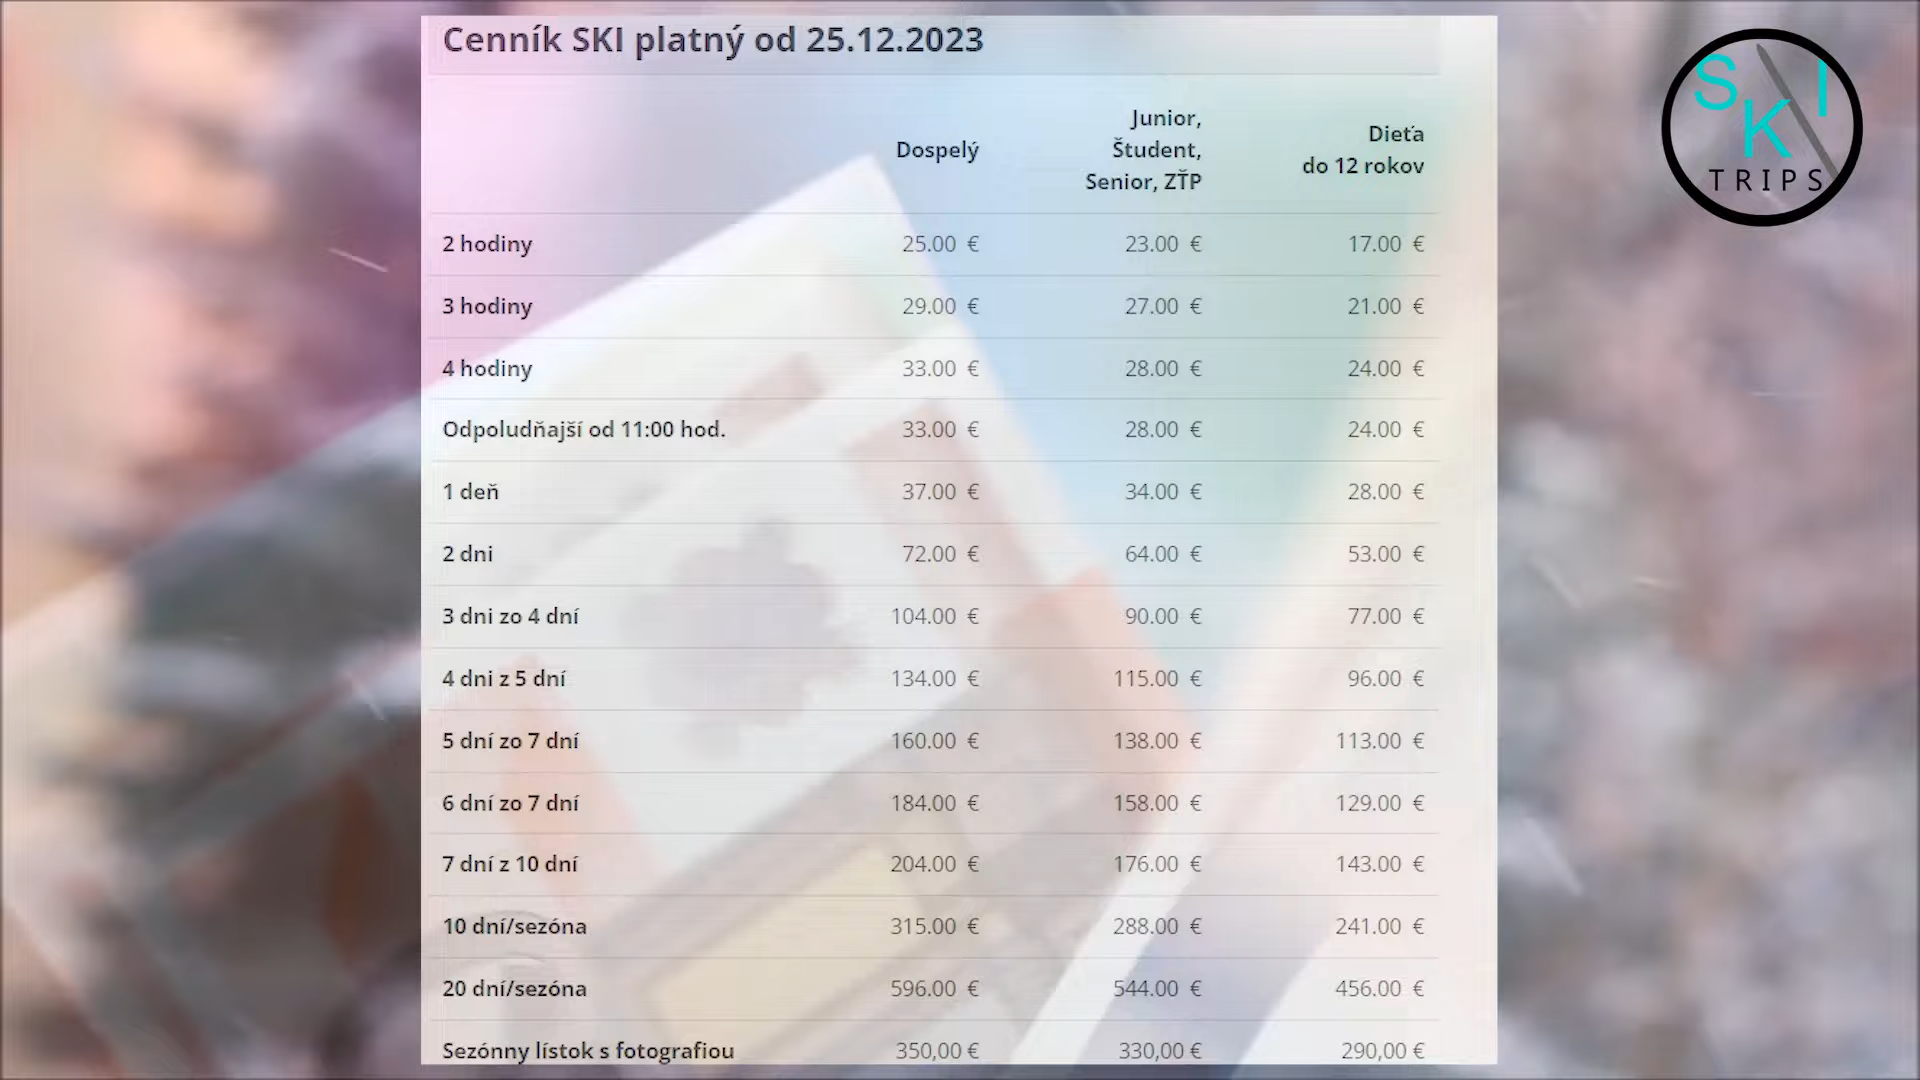 Cenník SKI platný od 25.12.2023
Dospelý
Junior,
Študent,
Senior, ZŤP
Dieťa
do 12 rokov
2 hodiny 25.00 € 23.00 € 17.00 €
3 hodiny 29.00 € 27.00 € 21.00 €
4 hodiny 33.00 € 28.00 € 24.00 €
Odpoludňajší od 11:00 hod. 33.00 € 28.00 € 24.00 €
1 deň 37.00 € 34.00 € 28.00 €
2 dni 72.00 € 64.00 € 53.00 €
3 dni zo 4 dní 104.00 € 90.00 € 77.00 €
4 dni z 5 dní 134.00 € 115.00 € 96.00 €
5 dní zo 7 dní 160.00 € 138.00 € 113.00 €
6 dní zo 7 dní 184.00 € 158.00 € 129.00 €
7 dní z 10 dní 204.00 € 176.00 € 143.00 €
10 dní/sezóna 315.00 € 288.00 € 241.00 €
20 dní/sezóna 596.00 € 544.00 € 456.00 €
Sezónny lístok s fotografiou 350,00 € 330,00 € 290,00 €
SKI
TRIPS